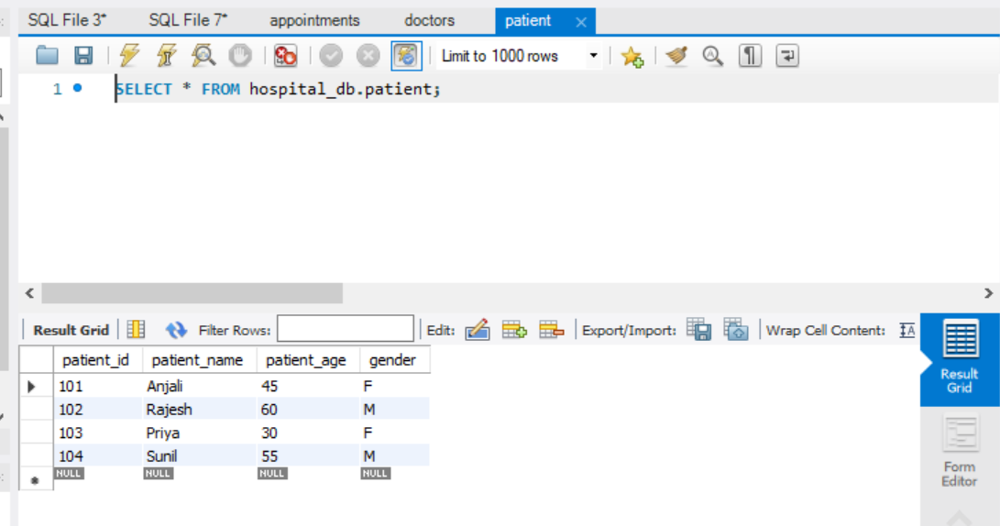 SQL File 3* SQL File 7* appointments doctors patient
Limit to 1000 rows
1 SELECT * FROM hospital_db.patient;
Result Grid Filter Rows: Edit: Export/Import: Wrap Cell Content: IA
patient_id patient_name patient_age gender
101 Anjali 45 F
102 Rajesh 60 M
103 Priya 30 F
104 Sunil 55 M
NULL NULL NULL NULL
Result
Grid
Form
Editor